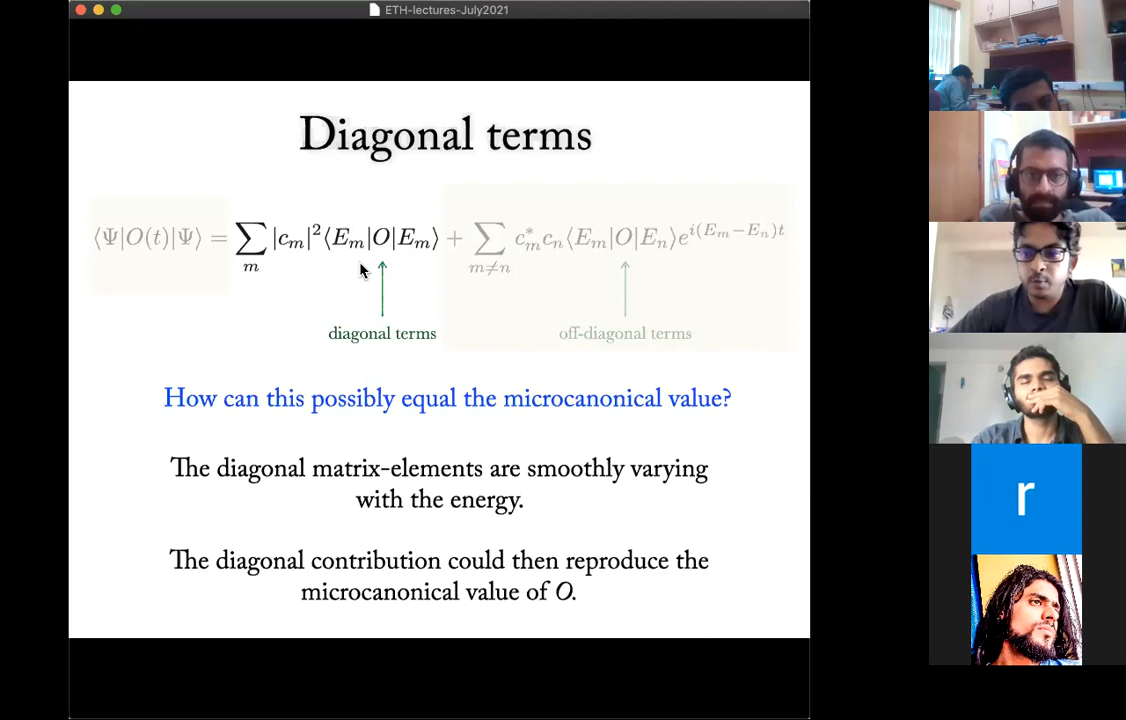 ETH-lectures-July2021
Diagonal terms
⟨Ψ|O(t)|Ψ⟩ = ∑_m |c_m|²⟨E_m|O|E_m⟩ + ∑_{m≠n} c*_m c_n⟨E_m|O|E_n⟩e^{i(E_m−E_n)t}
diagonal terms off-diagonal terms
How can this possibly equal the microcanonical value?
The diagonal matrix-elements are smoothly varying
with the energy.
The diagonal contribution could then reproduce the
microcanonical value of O.
r